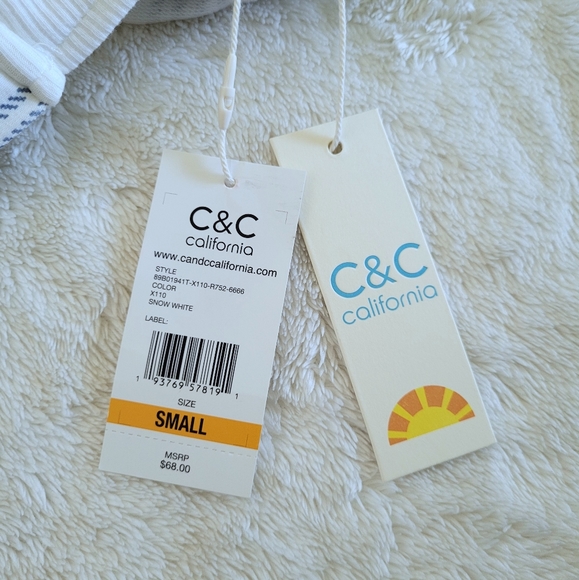 C&C
california
www.candccalifornia.com
STYLE
89B01941T-X110-R752-6666
COLOR
X110
SNOW WHITE
LABEL:
1 93769 57819 1
SIZE
SMALL
MSRP
$68.00
C&C
california